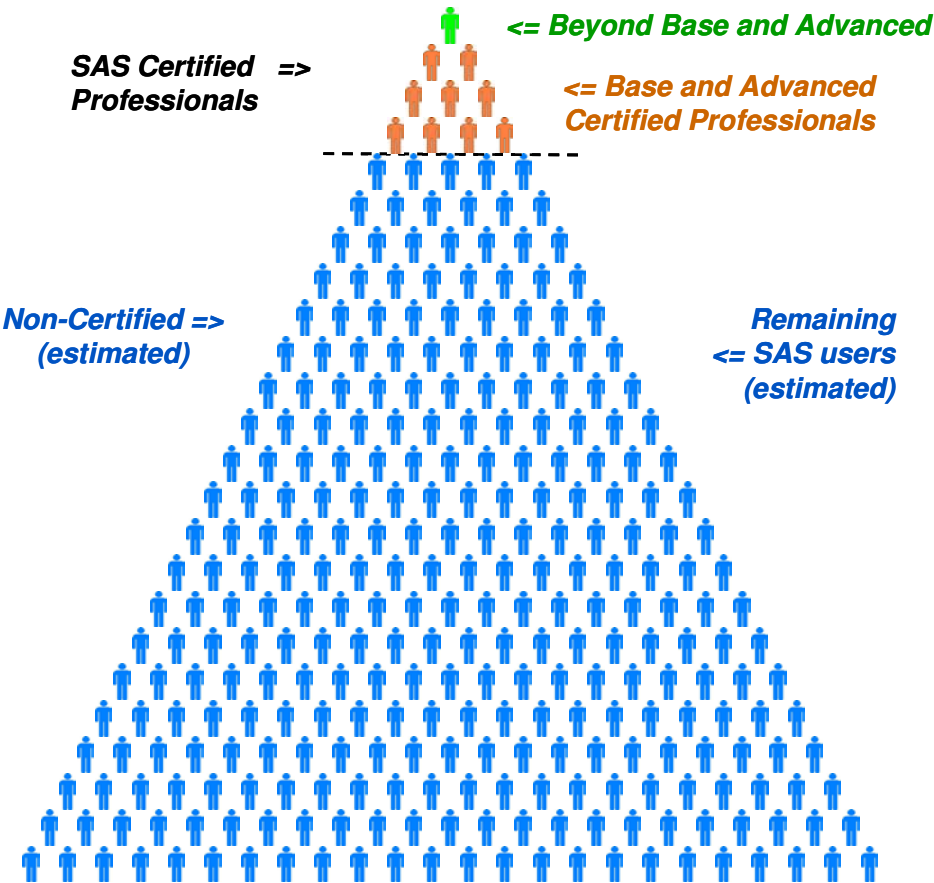 <= Beyond Base and Advanced
SAS Certified =>
Professionals
<= Base and Advanced
Certified Professionals
Non-Certified =>
(estimated)
Remaining
<= SAS users
(estimated)